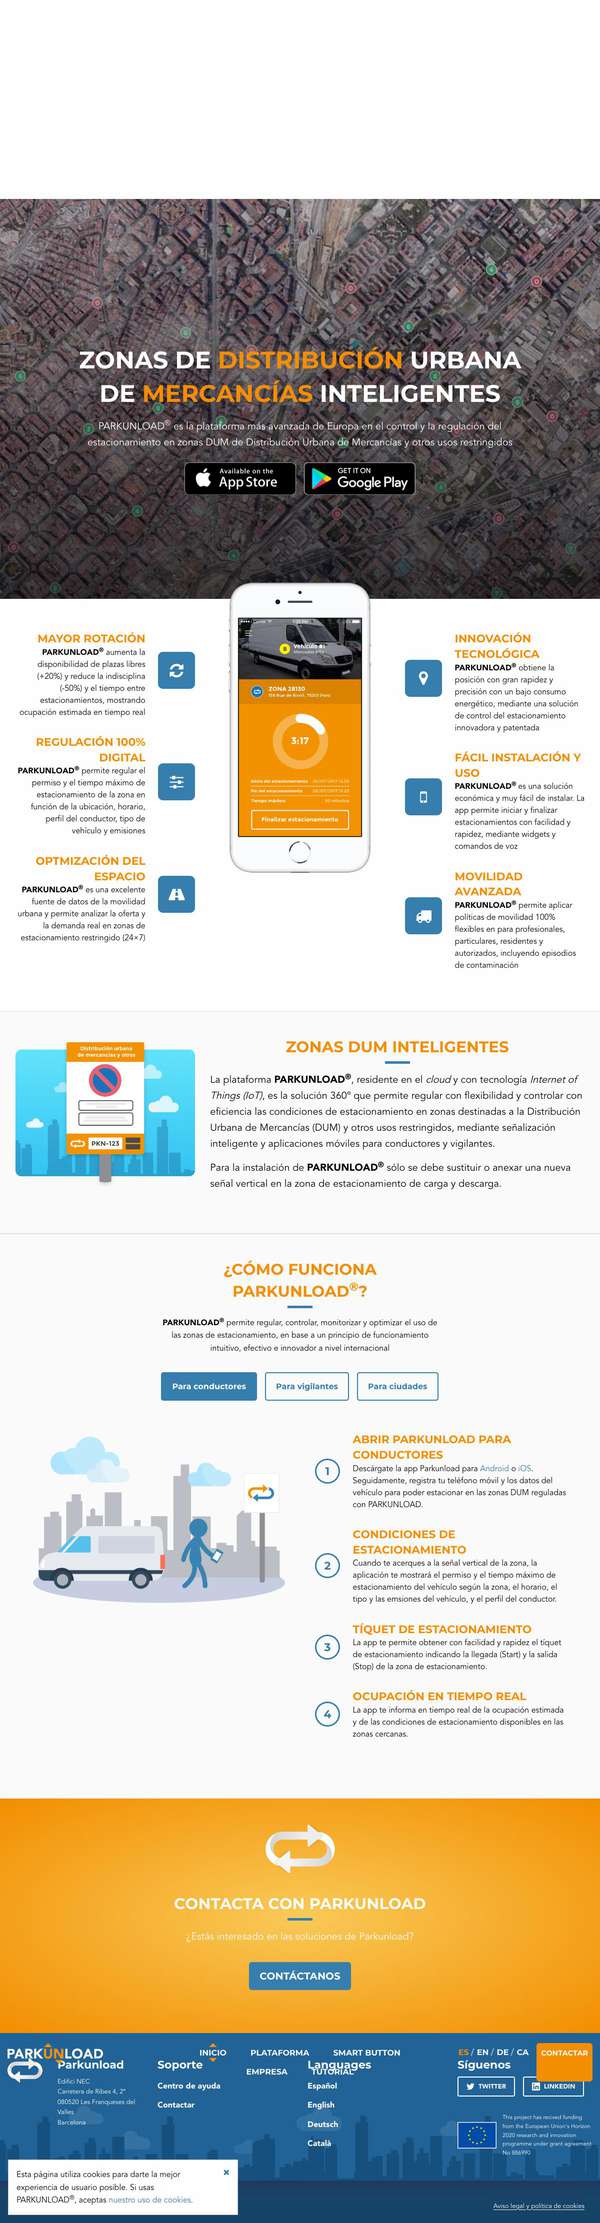 ZONAS DE DISTRIBUCIÓN URBANA
DE MERCANCÍAS INTELIGENTES
PARKUNLOAD® es la plataforma más avanzada de Europa en el control y la regulación del
estacionamiento en zonas DUM de Distribución Urbana de Mercancías y otros usos restringidos
Available on the
App Store
GET IT ON
Google Play
MAYOR ROTACIÓN
PARKUNLOAD® aumenta la
disponibilidad de plazas libres
(+20%) y reduce la indisciplina
(-50%) y el tiempo entre
estacionamientos, mostrando
ocupación estimada en tiempo real
REGULACIÓN 100%
DIGITAL
PARKUNLOAD® permite regular el
permiso y el tiempo máximo de
estacionamiento de la zona en
función de la ubicación, horario,
perfil del conductor, tipo de
vehículo y emisiones
OPTMIZACIÓN DEL
ESPACIO
PARKUNLOAD® es una excelente
fuente de datos de la movilidad
urbana y permite analizar la oferta y
la demanda real en zonas de
estacionamiento restringido (24×7)
Vehículo #1
ZONA 28130
3:17
Tiempo máximo
Finalizar estacionamiento
INNOVACIÓN
TECNOLÓGICA
PARKUNLOAD® obtiene la
posición con gran rapidez y
precisión con un bajo consumo
energético, mediante una solución
de control del estacionamiento
innovadora y patentada
FÁCIL INSTALACIÓN Y
USO
PARKUNLOAD® es una solución
económica y muy fácil de instalar. La
app permite iniciar y finalizar
estacionamientos con facilidad y
rapidez, mediante widgets y
comandos de voz
MOVILIDAD
AVANZADA
PARKUNLOAD® permite aplicar
políticas de movilidad 100%
flexibles en para profesionales,
particulares, residentes y
autorizados, incluyendo episodios
de contaminación
Distribución urbana
de mercancías y otros
PKN-123
ZONAS DUM INTELIGENTES
La plataforma PARKUNLOAD®, residente en el cloud y con tecnología Internet of
Things (IoT), es la solución 360º que permite regular con flexibilidad y controlar con
eficiencia las condiciones de estacionamiento en zonas destinadas a la Distribución
Urbana de Mercancías (DUM) y otros usos restringidos, mediante señalización
inteligente y aplicaciones móviles para conductores y vigilantes.
Para la instalación de PARKUNLOAD® sólo se debe sustituir o anexar una nueva
señal vertical en la zona de estacionamiento de carga y descarga.
¿CÓMO FUNCIONA
PARKUNLOAD®?
PARKUNLOAD® permite regular, controlar, monitorizar y optimizar el uso de
las zonas de estacionamiento, en base a un principio de funcionamiento
intuitivo, efectivo e innovador a nivel internacional
Para conductores
Para vigilantes
Para ciudades
1
ABRIR PARKUNLOAD PARA
CONDUCTORES
Descárgate la app Parkunload para Android o iOS.
Seguidamente, registra tu teléfono móvil y los datos del
vehículo para poder estacionar en las zonas DUM reguladas
con PARKUNLOAD.
2
CONDICIONES DE
ESTACIONAMIENTO
Cuando te acerques a la señal vertical de la zona, la
aplicación te mostrará el permiso y el tiempo máximo de
estacionamiento del vehículo según la zona, el horario, el
tipo y las emsiones del vehículo, y el perfil del conductor.
3
TÍQUET DE ESTACIONAMIENTO
La app te permite obtener con facilidad y rapidez el tíquet
de estacionamiento indicando la llegada (Start) y la salida
(Stop) de la zona de estacionamiento.
4
OCUPACIÓN EN TIEMPO REAL
La app te informa en tiempo real de la ocupación estimada
y de las condiciones de estacionamiento disponibles en las
zonas cercanas.
CONTACTA CON PARKUNLOAD
¿Estás interesado en las soluciones de Parkunload?
CONTÁCTANOS
PARKUNLOAD
INICIO
PLATAFORMA
SMART BUTTON
EMPRESA
TUTORIAL
ES / EN / DE / CA
CONTACTAR
Parkunload
Edifici NEC
Carretera de Ribes 4, 2ª
080520 Les Franqueses del
Valles
Barcelona
Soporte
Centro de ayuda
Contactar
Languages
Español
English
Deutsch
Català
Síguenos
TWITTER
LINKEDIN
This project has recived funding
from the European Union's Horizon
2020 research and innovation
programme under grant agreement
No 886990
Esta página utiliza cookies para darte la mejor
experiencia de usuario posible. Si usas
PARKUNLOAD®, aceptas nuestro uso de cookies.
Aviso legal y política de cookies